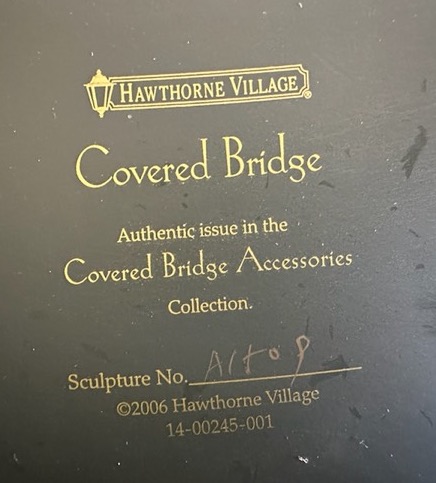 HAWTHORNE VILLAGE
Covered Bridge
Authentic issue in the
Covered Bridge Accessories
Collection.
Sculpture No.
©2006 Hawthorne Village
14-00245-001